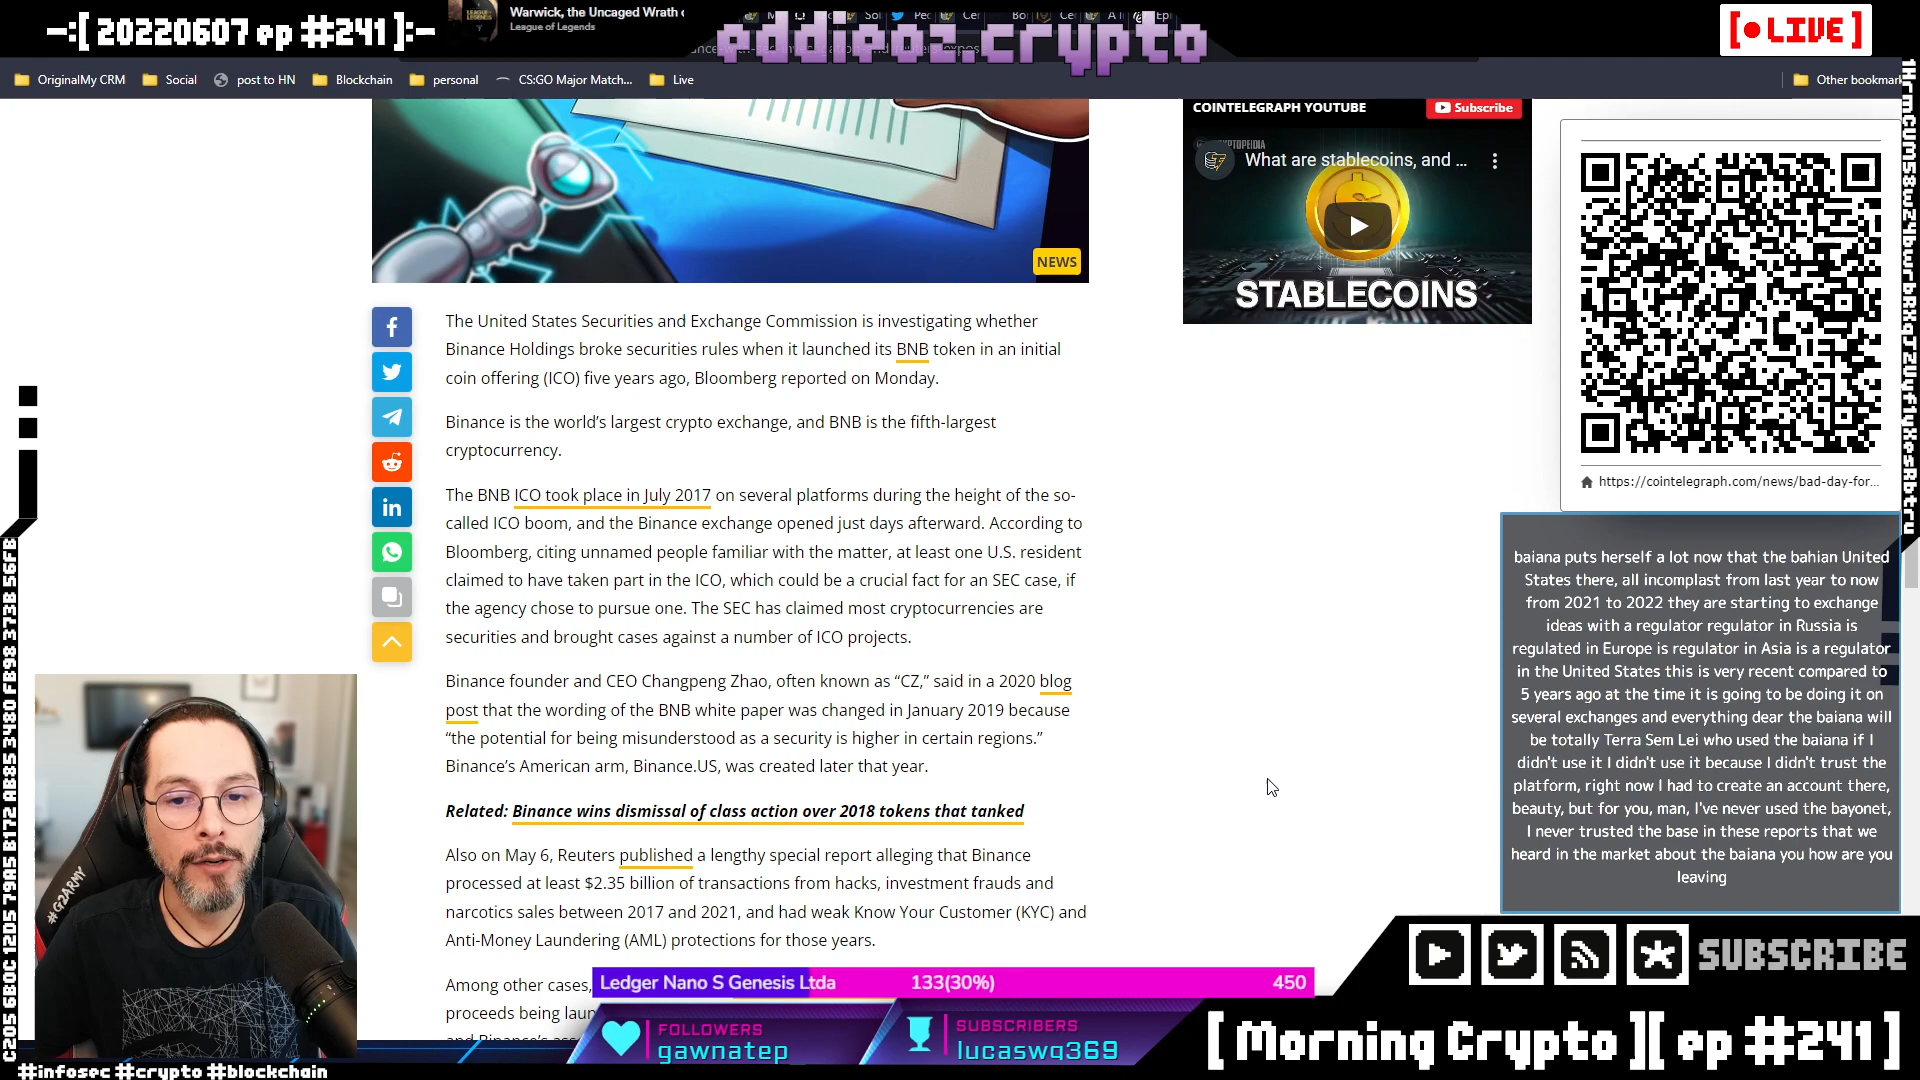 -:[ 20220607 ep #241 ]:-
Warwick, the Uncaged Wrath
League of Legends
eddieoz.crypto
[●LIVE]
OriginalMy CRM
Social
post to HN
Blockchain
personal
CS:GO Major Match...
Live
Other bookmark
NEWS
COINTELEGRAPH YOUTUBE
Subscribe
What are stablecoins, and ...
STABLECOINS
https://cointelegraph.com/news/bad-day-for...
The United States Securities and Exchange Commission is investigating whether
Binance Holdings broke securities rules when it launched its BNB token in an initial
coin offering (ICO) five years ago, Bloomberg reported on Monday.
Binance is the world's largest crypto exchange, and BNB is the fifth-largest
cryptocurrency.
The BNB ICO took place in July 2017 on several platforms during the height of the so-
called ICO boom, and the Binance exchange opened just days afterward. According to
Bloomberg, citing unnamed people familiar with the matter, at least one U.S. resident
claimed to have taken part in the ICO, which could be a crucial fact for an SEC case, if
the agency chose to pursue one. The SEC has claimed most cryptocurrencies are
securities and brought cases against a number of ICO projects.
Binance founder and CEO Changpeng Zhao, often known as “CZ,” said in a 2020 blog
post that the wording of the BNB white paper was changed in January 2019 because
“the potential for being misunderstood as a security is higher in certain regions.”
Binance's American arm, Binance.US, was created later that year.
Related: Binance wins dismissal of class action over 2018 tokens that tanked
Also on May 6, Reuters published a lengthy special report alleging that Binance
processed at least $2.35 billion of transactions from hacks, investment frauds and
narcotics sales between 2017 and 2021, and had weak Know Your Customer (KYC) and
Anti-Money Laundering (AML) protections for those years.
Among other cases,
proceeds being laun
baiana puts herself a lot now that the bahian United
States there, all incomplast from last year to now
from 2021 to 2022 they are starting to exchange
ideas with a regulator regulator in Russia is
regulated in Europe is regulator in Asia is a regulator
in the United States this is very recent compared to
5 years ago at the time it is going to be doing it on
several exchanges and everything dear the baiana will
be totally Terra Sem Lei who used the baiana if I
didn't use it I didn't use it because I didn't trust the
platform, right now I had to create an account there,
beauty, but for you, man, I've never used the bayonet,
I never trusted the base in these reports that we
heard in the market about the baiana you how are you
leaving
#G2ARMY
Ledger Nano S Genesis Ltda 133(30%) 450
FOLLOWERS
gawnatep
SUBSCRIBERS
lucaswq369
SUBSCRIBE
[ Morning Crypto ][ ep #241 ]
#infosec #crypto #blockchain